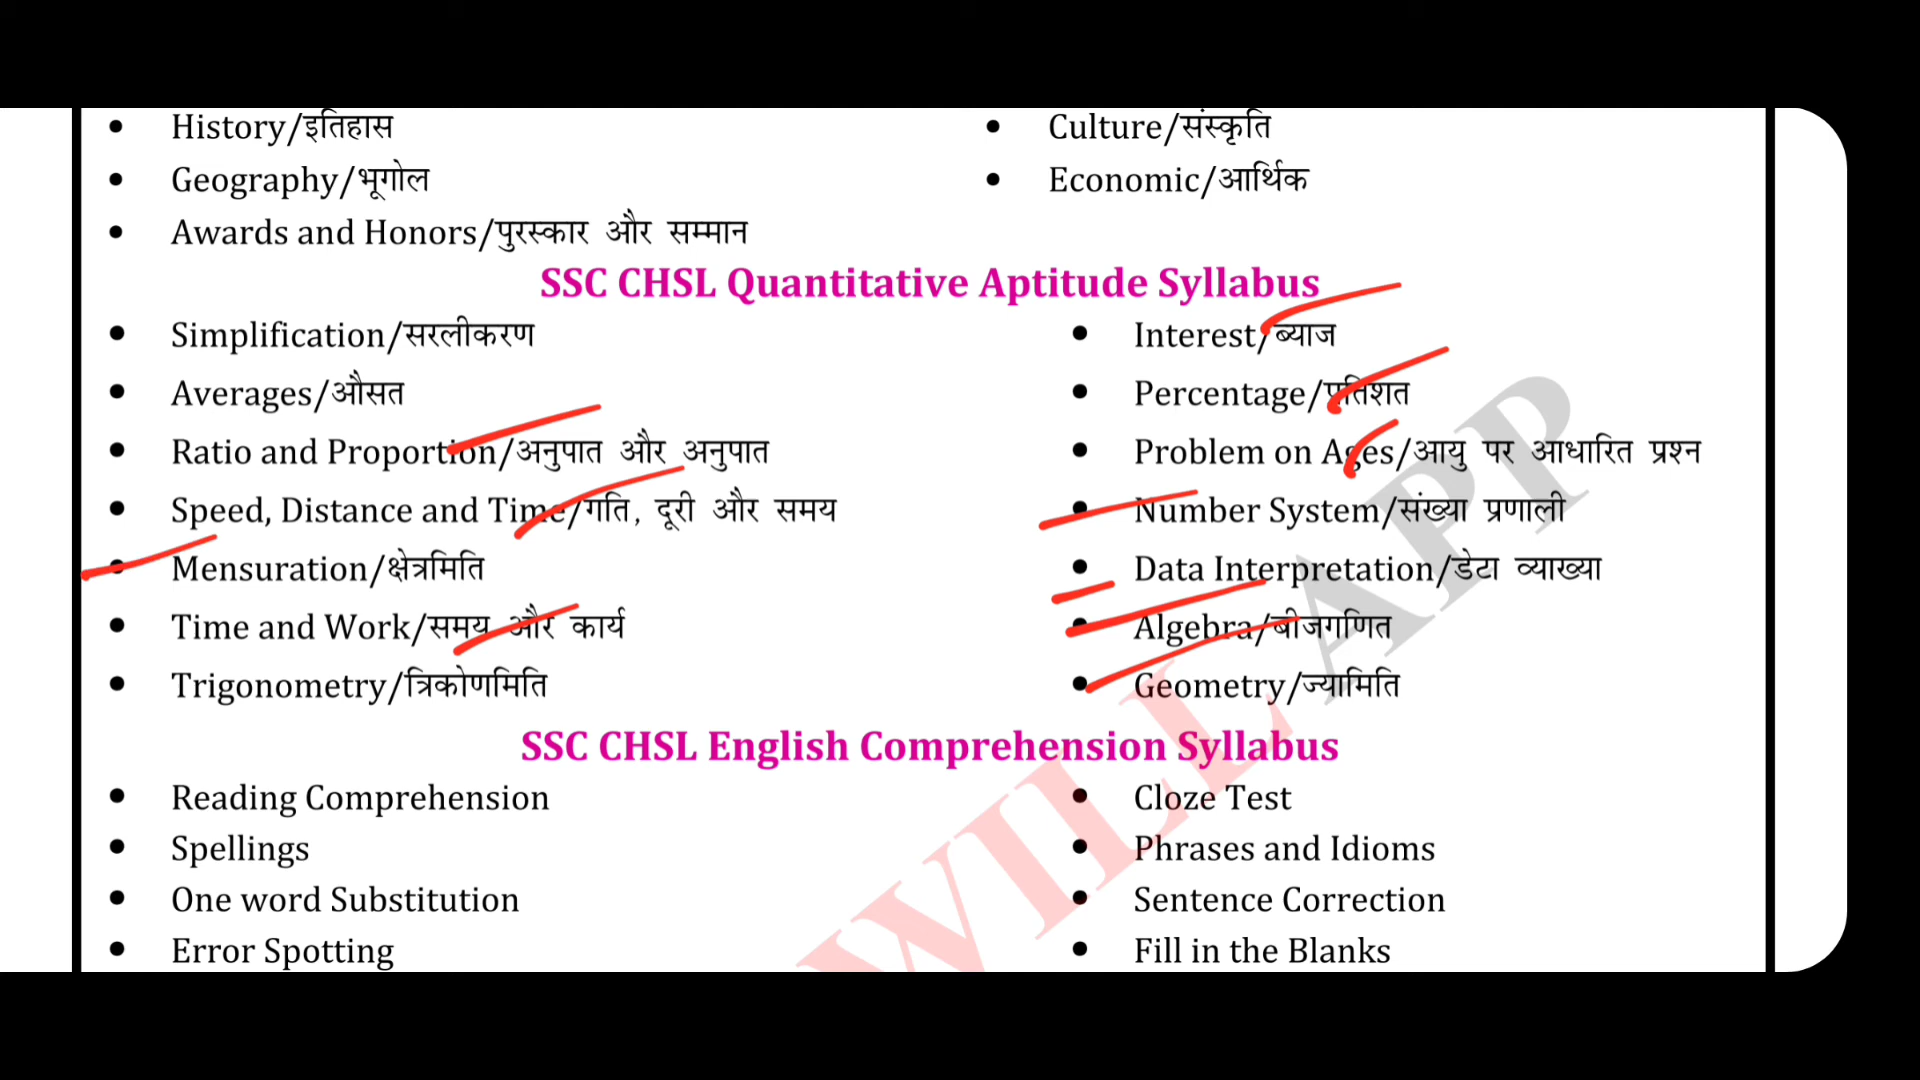 • History/इतिहास • Culture/संस्कृति
• Geography/भूगोल • Economic/आर्थिक
• Awards and Honors/पुरस्कार और सम्मान
SSC CHSL Quantitative Aptitude Syllabus
• Simplification/सरलीकरण • Interest/ब्याज
• Averages/औसत • Percentage/प्रतिशत
• Ratio and Proportion/अनुपात और अनुपात • Problem on Ages/आयु पर आधारित प्रश्न
• Speed, Distance and Time/गति, दूरी और समय • Number System/संख्या प्रणाली
• Mensuration/क्षेत्रमिति • Data Interpretation/डेटा व्याख्या
• Time and Work/समय और कार्य • Algebra/बीजगणित
• Trigonometry/त्रिकोणमिति • Geometry/ज्यामिति
SSC CHSL English Comprehension Syllabus
• Reading Comprehension • Cloze Test
• Spellings • Phrases and Idioms
• One word Substitution • Sentence Correction
• Error Spotting • Fill in the Blanks
WILL APP